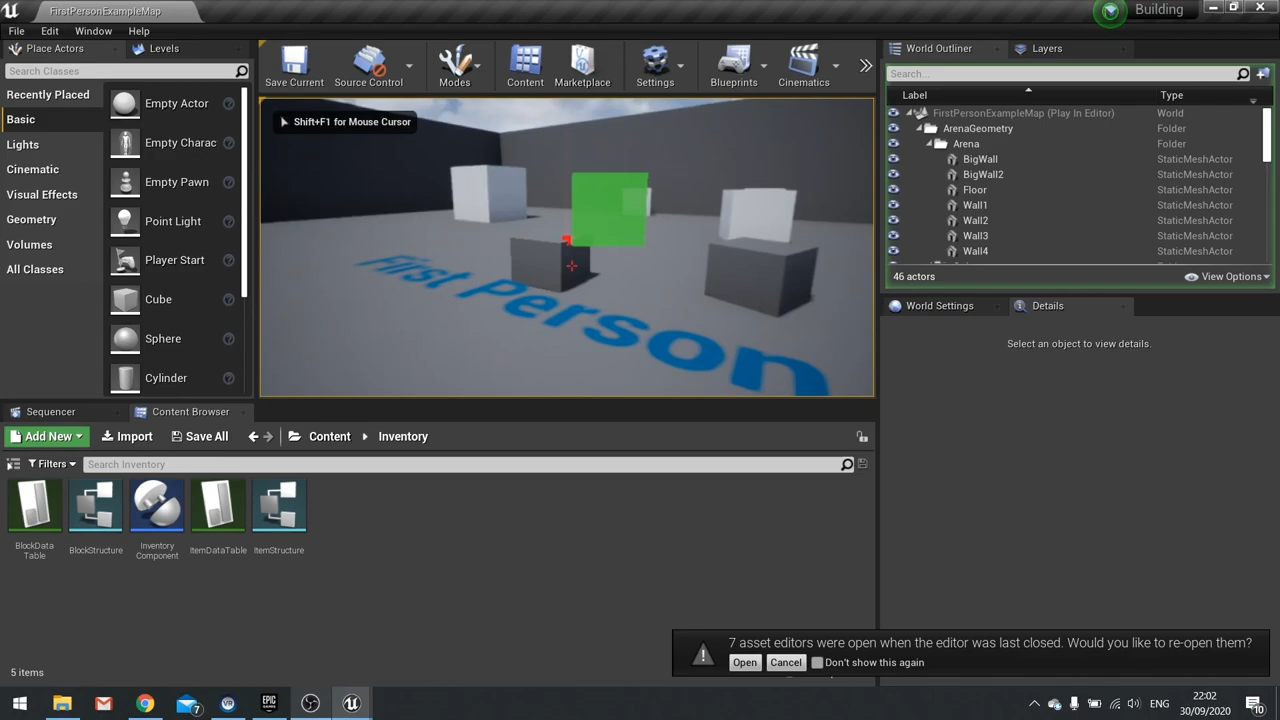 FirstPersonExampleMap
Building
File Edit Window Help
Place Actors
Levels
Search Classes
Recently Placed
Basic
Lights
Cinematic
Visual Effects
Geometry
Volumes
All Classes
Empty Actor
Empty Charac
Empty Pawn
Point Light
Player Start
Cube
Sphere
Cylinder
Save Current
Source Control
Modes
Content
Marketplace
Settings
Blueprints
Cinematics
Shift+F1 for Mouse Cursor
First Person
World Outliner
Layers
Search...
Label Type
FirstPersonExampleMap (Play In Editor) World
ArenaGeometry Folder
Arena Folder
BigWall StaticMeshActor
BigWall2 StaticMeshActor
Floor StaticMeshActor
Wall1 StaticMeshActor
Wall2 StaticMeshActor
Wall3 StaticMeshActor
Wall4 StaticMeshActor
46 actors
View Options
World Settings
Details
Select an object to view details.
Sequencer
Content Browser
Add New
Import
Save All
Content
Inventory
Filters
Search Inventory
BlockData
Table
BlockStructure
Inventory
Component
ItemDataTable
ItemStructure
5 items
7 asset editors were open when the editor was last closed. Would you like to re-open them?
Open
Cancel
Don't show this again
7
VR
EPIC
GAMES
ENG
22:02
30/09/2020
10